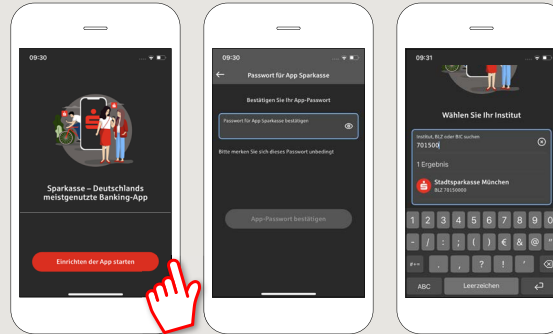 09:30
Sparkasse – Deutschlands
meistgenutzte Banking-App
Einrichten der App starten
09:30
Passwort für App Sparkasse
Bestätigen Sie Ihr App-Passwort
Passwort für App Sparkasse bestätigen
Bitte merken Sie sich dieses Passwort unbedingt
App-Passwort bestätigen
09:31
Wählen Sie Ihr Institut
Institut, BLZ oder BIC suchen
701500
1 Ergebnis
Stadtsparkasse München
BLZ 70150000
1 2 3 4 5 6 7 8 9 0
- / : ; ( ) € & @ "
#+= . , ? ! '
ABC Leerzeichen